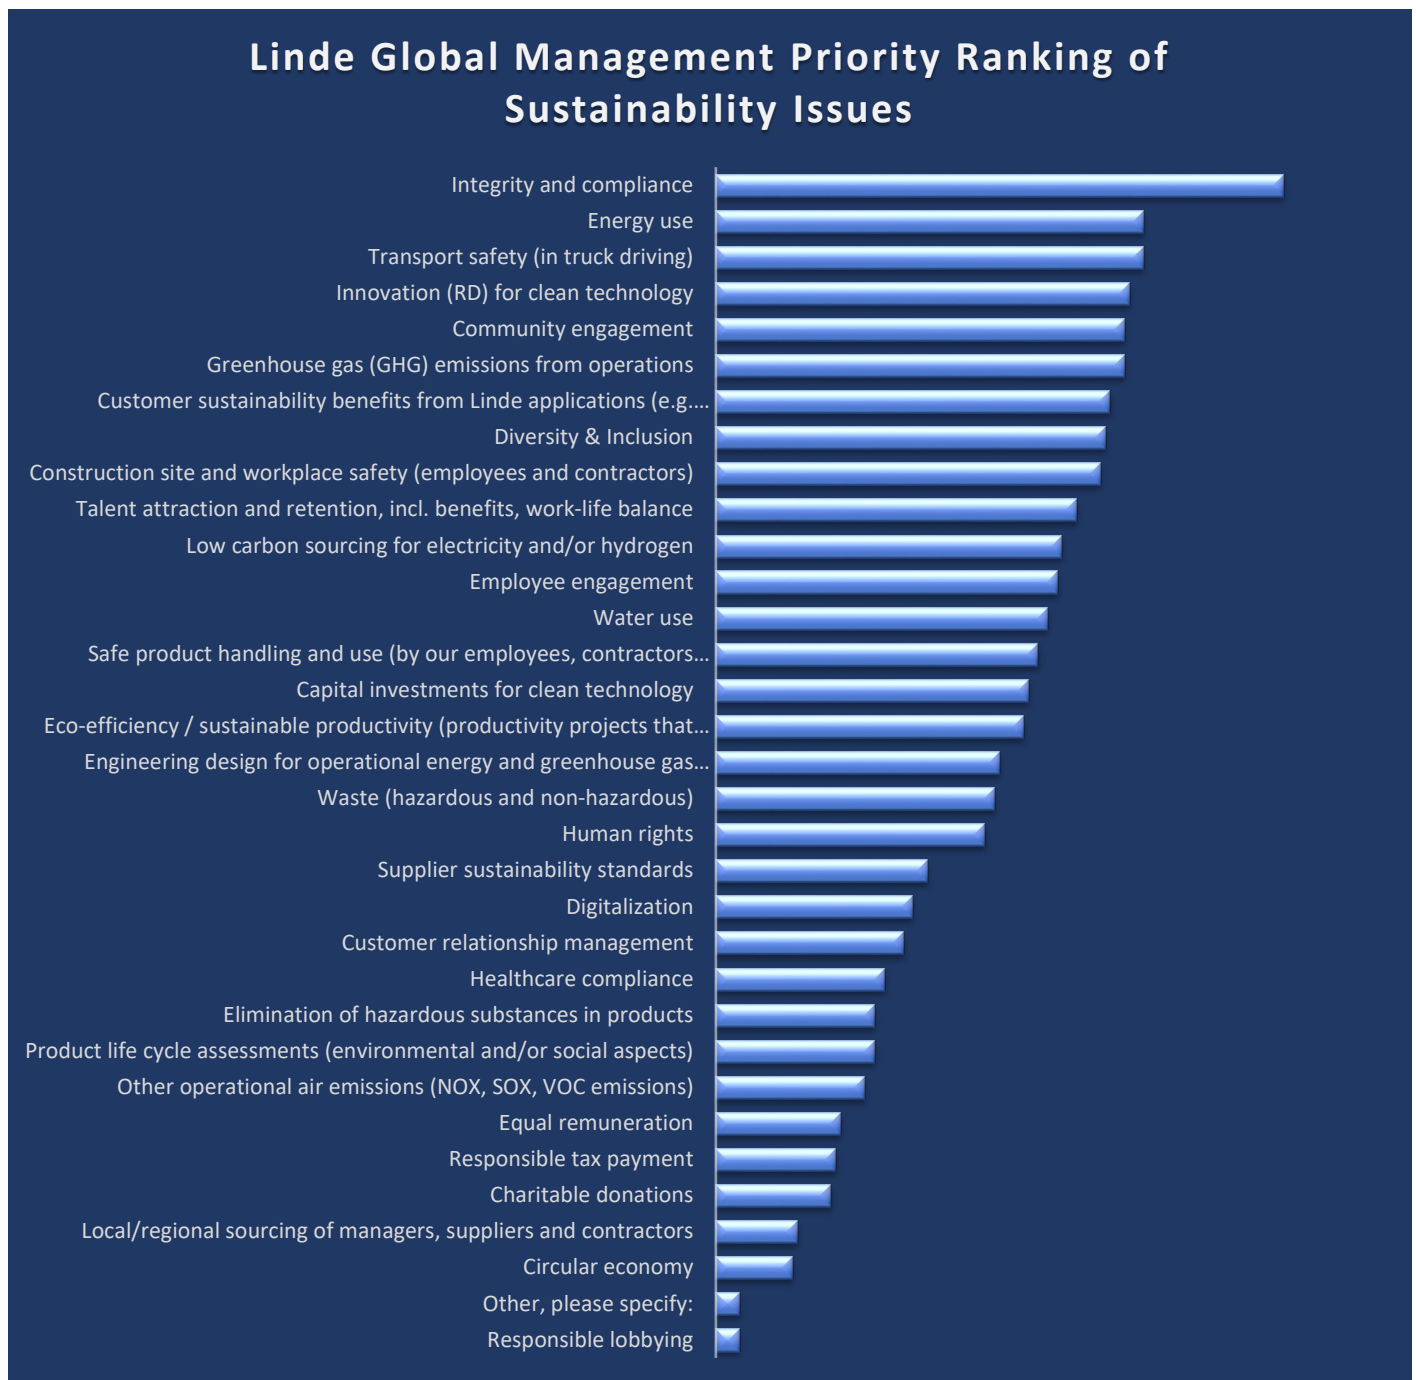 Linde Global Management Priority Ranking of
Sustainability Issues
Integrity and compliance
Energy use
Transport safety (in truck driving)
Innovation (RD) for clean technology
Community engagement
Greenhouse gas (GHG) emissions from operations
Customer sustainability benefits from Linde applications (e.g....
Diversity & Inclusion
Construction site and workplace safety (employees and contractors)
Talent attraction and retention, incl. benefits, work-life balance
Low carbon sourcing for electricity and/or hydrogen
Employee engagement
Water use
Safe product handling and use (by our employees, contractors...
Capital investments for clean technology
Eco-efficiency / sustainable productivity (productivity projects that...
Engineering design for operational energy and greenhouse gas...
Waste (hazardous and non-hazardous)
Human rights
Supplier sustainability standards
Digitalization
Customer relationship management
Healthcare compliance
Elimination of hazardous substances in products
Product life cycle assessments (environmental and/or social aspects)
Other operational air emissions (NOX, SOX, VOC emissions)
Equal remuneration
Responsible tax payment
Charitable donations
Local/regional sourcing of managers, suppliers and contractors
Circular economy
Other, please specify:
Responsible lobbying